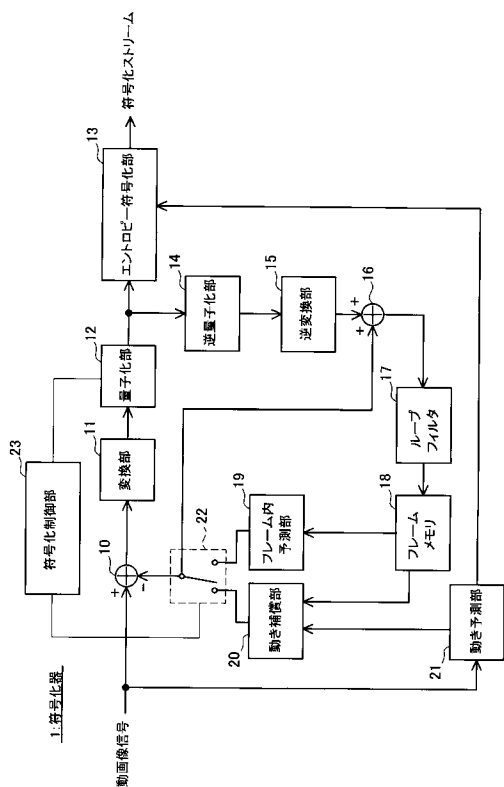 1:符号化器
動画像信号
23
符号化制御部
10
+
-
11
変換部
12
量子化部
13
エントロピー符号化部
符号化ストリーム
14
逆量子化部
15
逆変換部
+
+
16
22
19
フレーム内
予測部
17
ループ
フィルタ
20
動き補償部
18
フレーム
メモリ
21
動き予測部